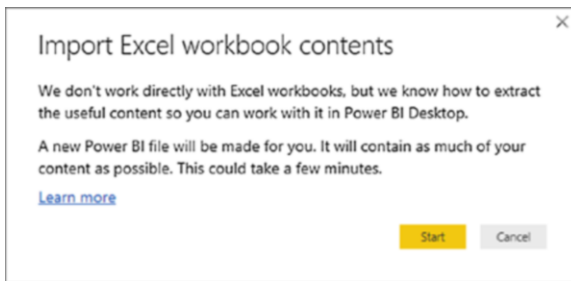 Import Excel workbook contents
We don't work directly with Excel workbooks, but we know how to extract
the useful content so you can work with it in Power BI Desktop.
A new Power BI file will be made for you. It will contain as much of your
content as possible. This could take a few minutes.
Learn more
Start Cancel